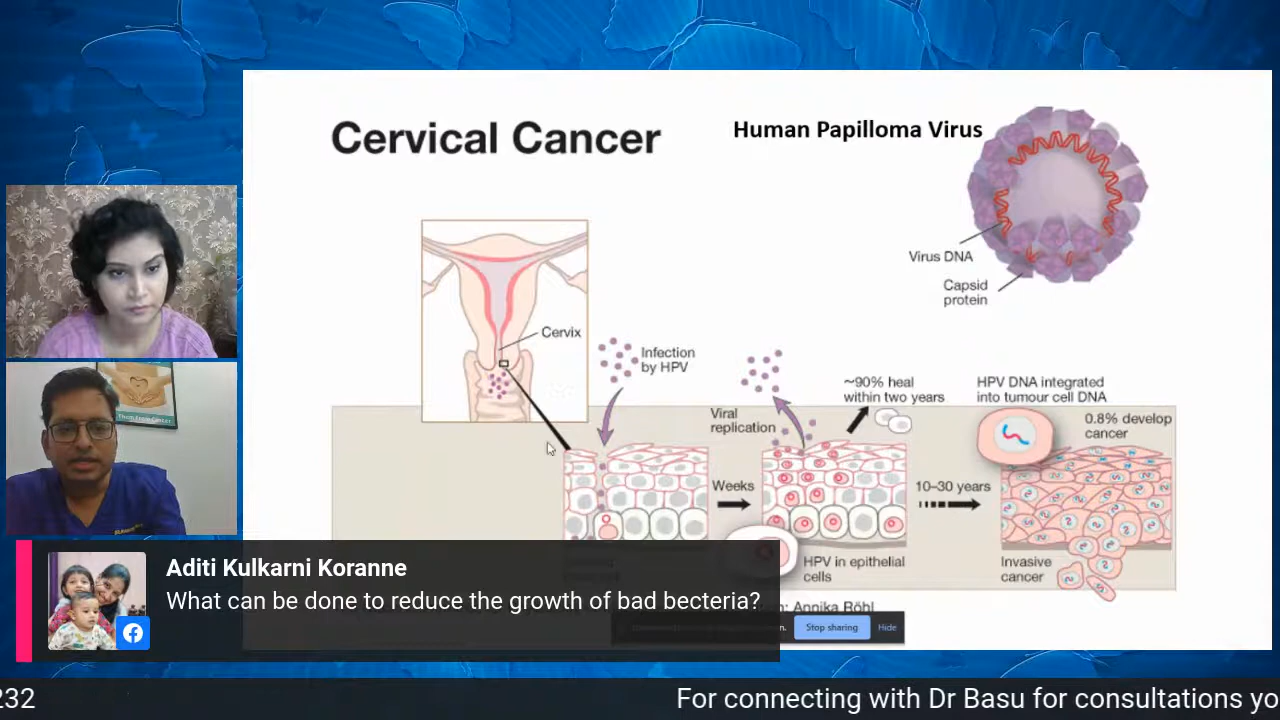 Cervical Cancer
Human Papilloma Virus
Virus DNA
Capsid
protein
Cervix
Infection
by HPV
Viral
replication
~90% heal
within two years
HPV DNA integrated
into tumour cell DNA
0.8% develop
cancer
Weeks
10–30 years
HPV in epithelial
cells
Invasive
cancer
Annika Röhl
Stop sharing
Hide
Aditi Kulkarni Koranne
What can be done to reduce the growth of bad becteria?
232
For connecting with Dr Basu for consultations yo